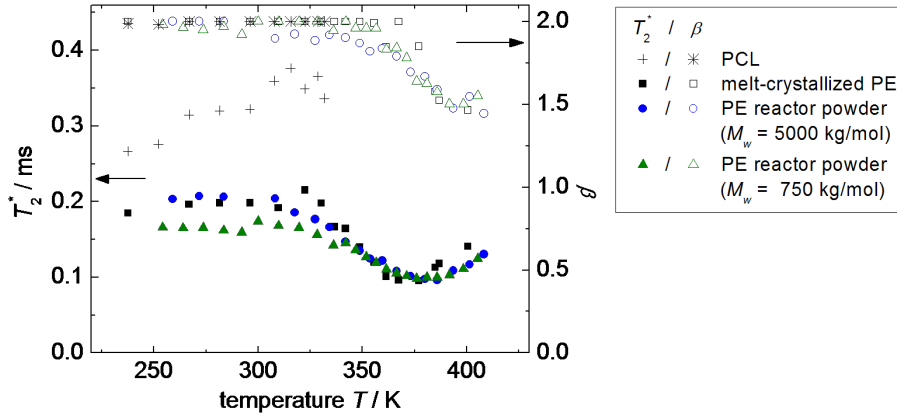 0.4
0.3
0.2
0.1
0.0
T₂* / ms
250
300
350
400
temperature T / K
2.0
1.5
1.0
0.5
0.0
β
T₂* / β
+ / ✳ PCL
■ / □ melt-crystallized PE
● / ○ PE reactor powder
(Mw = 5000 kg/mol)
▲ / △ PE reactor powder
(Mw = 750 kg/mol)